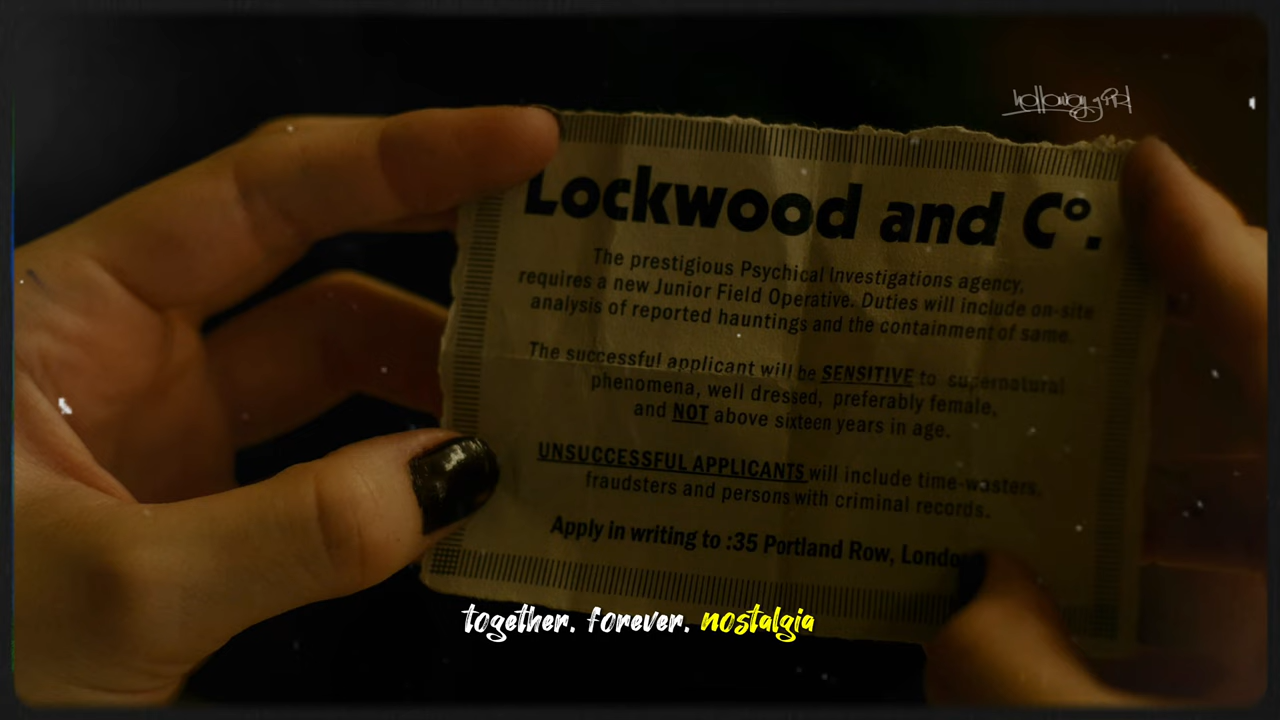 holloway.girl
Lockwood and Cº.
The prestigious Psychical Investigations agency,
requires a new Junior Field Operative. Duties will include on-site
analysis of reported hauntings and the containment of same.
The successful applicant will be SENSITIVE to supernatural
phenomena, well dressed, preferably female,
and NOT above sixteen years in age.
UNSUCCESSFUL APPLICANTS will include time-wasters,
fraudsters and persons with criminal records.
Apply in writing to :35 Portland Row,
together. forever. nostalgia